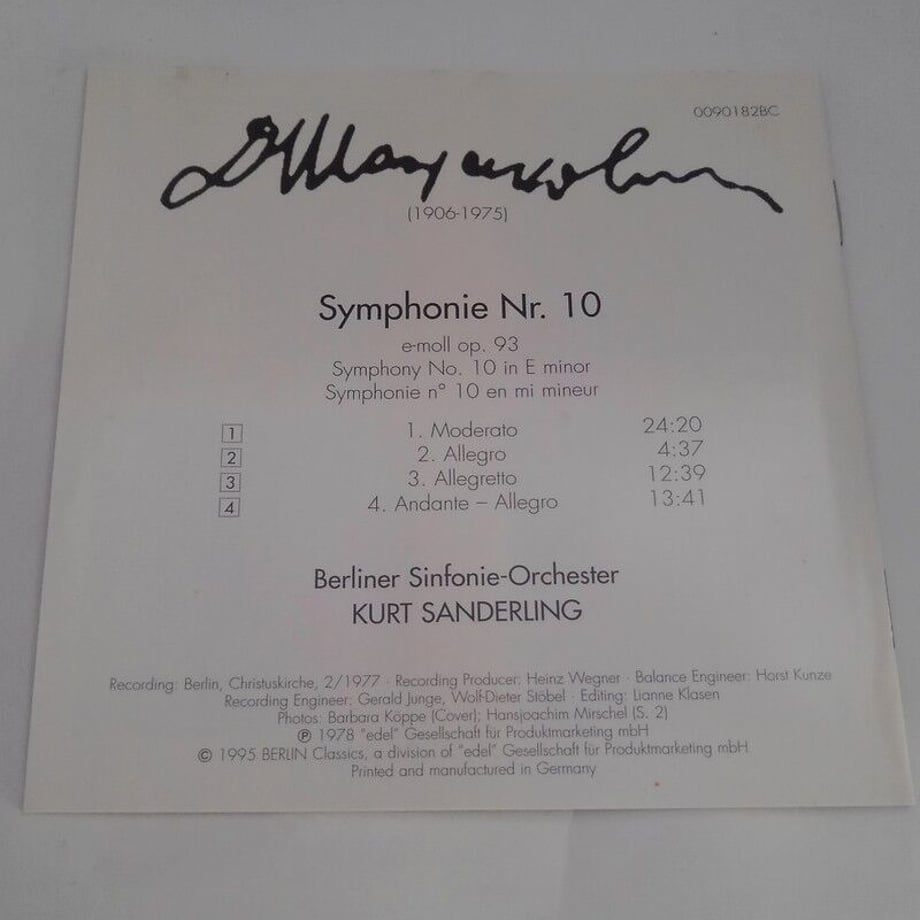 0090182BC
(1906-1975)
Symphonie Nr. 10
e-moll op. 93
Symphony No. 10 in E minor
Symphonie n° 10 en mi mineur
1 1. Moderato 24:20
2 2. Allegro 4:37
3 3. Allegretto 12:39
4 4. Andante – Allegro 13:41
Berliner Sinfonie-Orchester
KURT SANDERLING
Recording: Berlin, Christuskirche, 2/1977 · Recording Producer: Heinz Wegner · Balance Engineer: Horst Kunze
Recording Engineer: Gerald Junge, Wolf-Dieter Stöbel · Editing: Lianne Klasen
Photos: Barbara Köppe (Cover); Hansjoachim Mirschel (S. 2)
℗ 1978 "edel" Gesellschaft für Produktmarketing mbH
© 1995 BERLIN Classics, a division of "edel" Gesellschaft für Produktmarketing mbH
Printed and manufactured in Germany